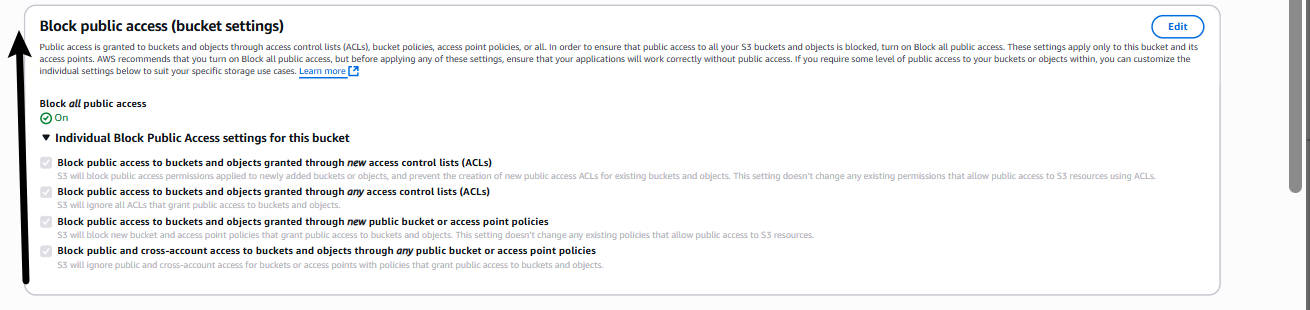 Block public access (bucket settings)
Edit
Public access is granted to buckets and objects through access control lists (ACLs), bucket policies, access point policies, or all. In order to ensure that public access to all your S3 buckets and objects is blocked, turn on Block all public access. These settings apply only to this bucket and its
access points. AWS recommends that you turn on Block all public access, but before applying any of these settings, ensure that your applications will work correctly without public access. If you require some level of public access to your buckets or objects within, you can customize the
individual settings below to suit your specific storage use cases. Learn more
Block all public access
On
Individual Block Public Access settings for this bucket
Block public access to buckets and objects granted through new access control lists (ACLs)
S3 will block public access permissions applied to newly added buckets or objects, and prevent the creation of new public access ACLs for existing buckets and objects. This setting doesn't change any existing permissions that allow public access to S3 resources using ACLs.
Block public access to buckets and objects granted through any access control lists (ACLs)
S3 will ignore all ACLs that grant public access to buckets and objects.
Block public access to buckets and objects granted through new public bucket or access point policies
S3 will block new bucket and access point policies that grant public access to buckets and objects. This setting doesn't change any existing policies that allow public access to S3 resources.
Block public and cross-account access to buckets and objects through any public bucket or access point policies
S3 will ignore public and cross-account access for buckets or access points with policies that grant public access to buckets and objects.